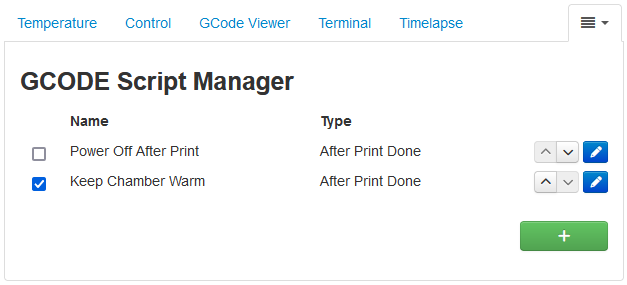 Temperature Control GCode Viewer Terminal Timelapse
GCODE Script Manager
Name Type
Power Off After Print After Print Done
Keep Chamber Warm After Print Done
+